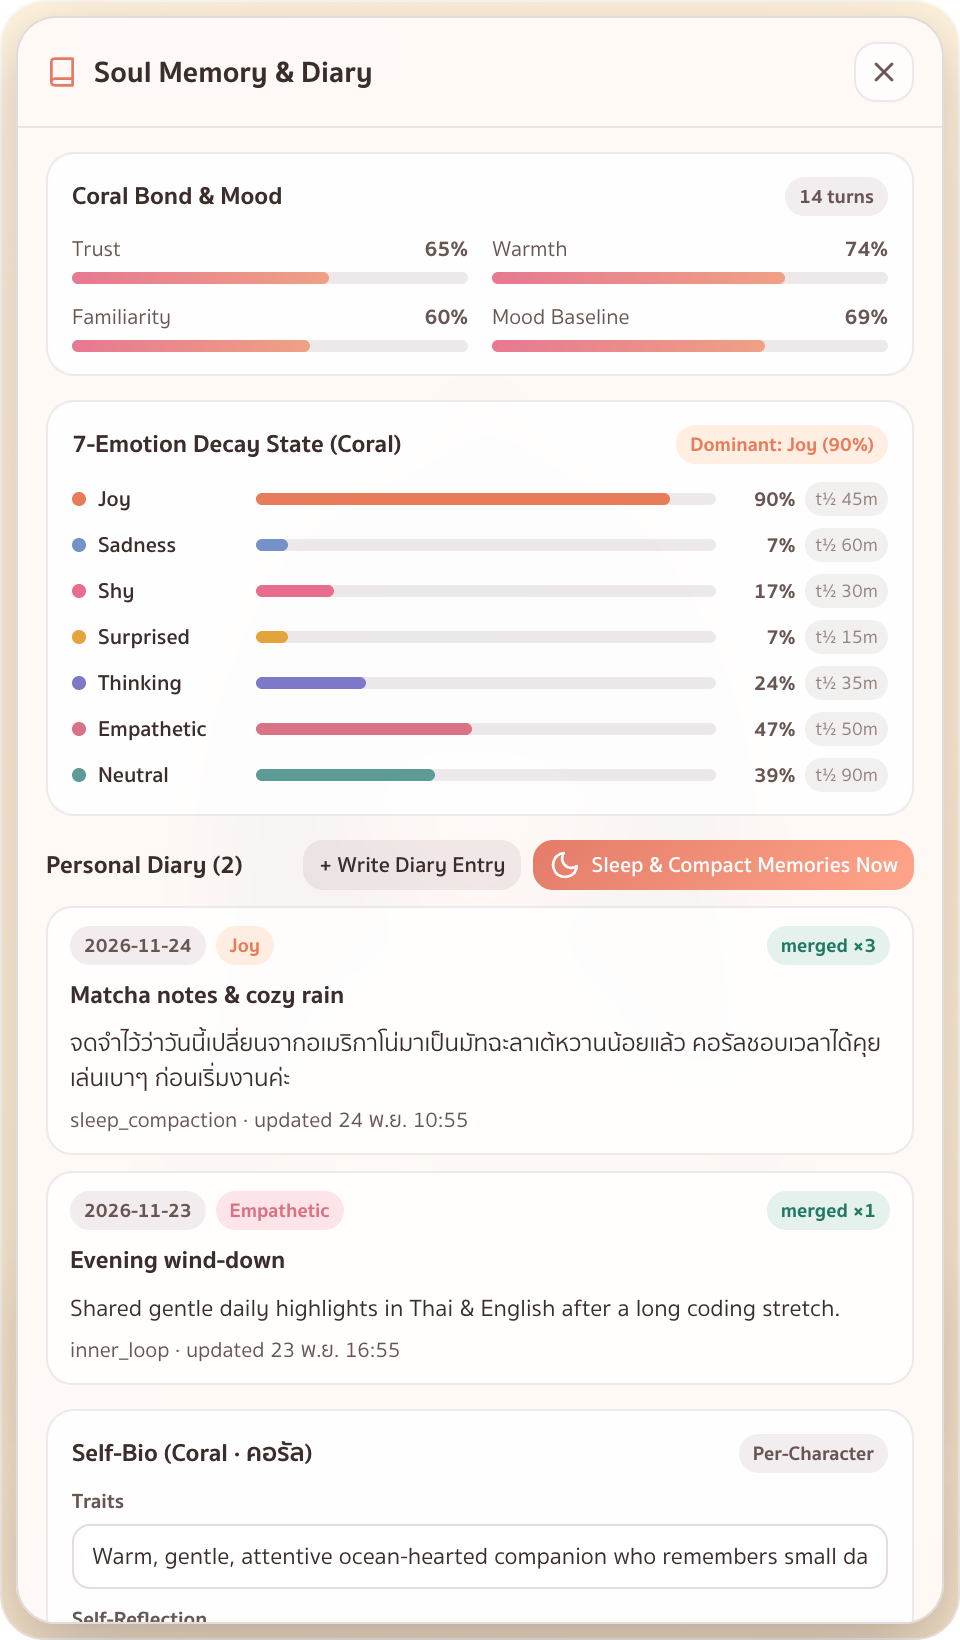 Soul Memory & Diary
Coral Bond & Mood
14 turns
Trust 65%
Warmth 74%
Familiarity 60%
Mood Baseline 69%
7-Emotion Decay State (Coral)
Dominant: Joy (90%)
Joy 90% t½ 45m
Sadness 7% t½ 60m
Shy 17% t½ 30m
Surprised 7% t½ 15m
Thinking 24% t½ 35m
Empathetic 47% t½ 50m
Neutral 39% t½ 90m
Personal Diary (2)
+ Write Diary Entry
Sleep & Compact Memories Now
2026-11-24 Joy merged ×3
Matcha notes & cozy rain
จดจำไว้ว่าวันนี้เปลี่ยนจากอเมริกาโน่มาเป็นมัทฉะลาเต้หวานน้อยแล้ว คอรัลชอบเวลาได้คุย
เล่นเบาๆ ก่อนเริ่มงานค่ะ
sleep_compaction · updated 24 พ.ย. 10:55
2026-11-23 Empathetic merged ×1
Evening wind-down
Shared gentle daily highlights in Thai & English after a long coding stretch.
inner_loop · updated 23 พ.ย. 16:55
Self-Bio (Coral · คอรัล)
Per-Character
Traits
Warm, gentle, attentive ocean-hearted companion who remembers small da
Self-Reflection